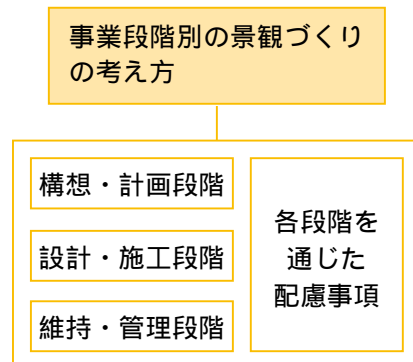 事業段階別の景観づくり
の考え方
構想・計画段階
設計・施工段階
維持・管理段階
各段階を
通じた
配慮事項